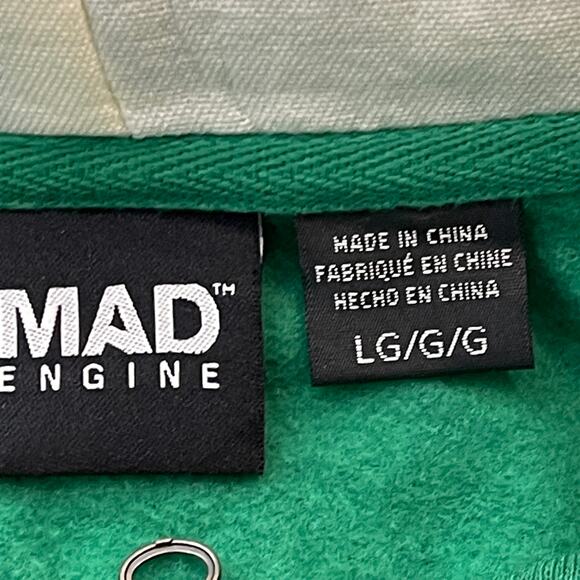 MAD™
ENGINE
MADE IN CHINA
FABRIQUÉ EN CHINE
HECHO EN CHINA
LG/G/G